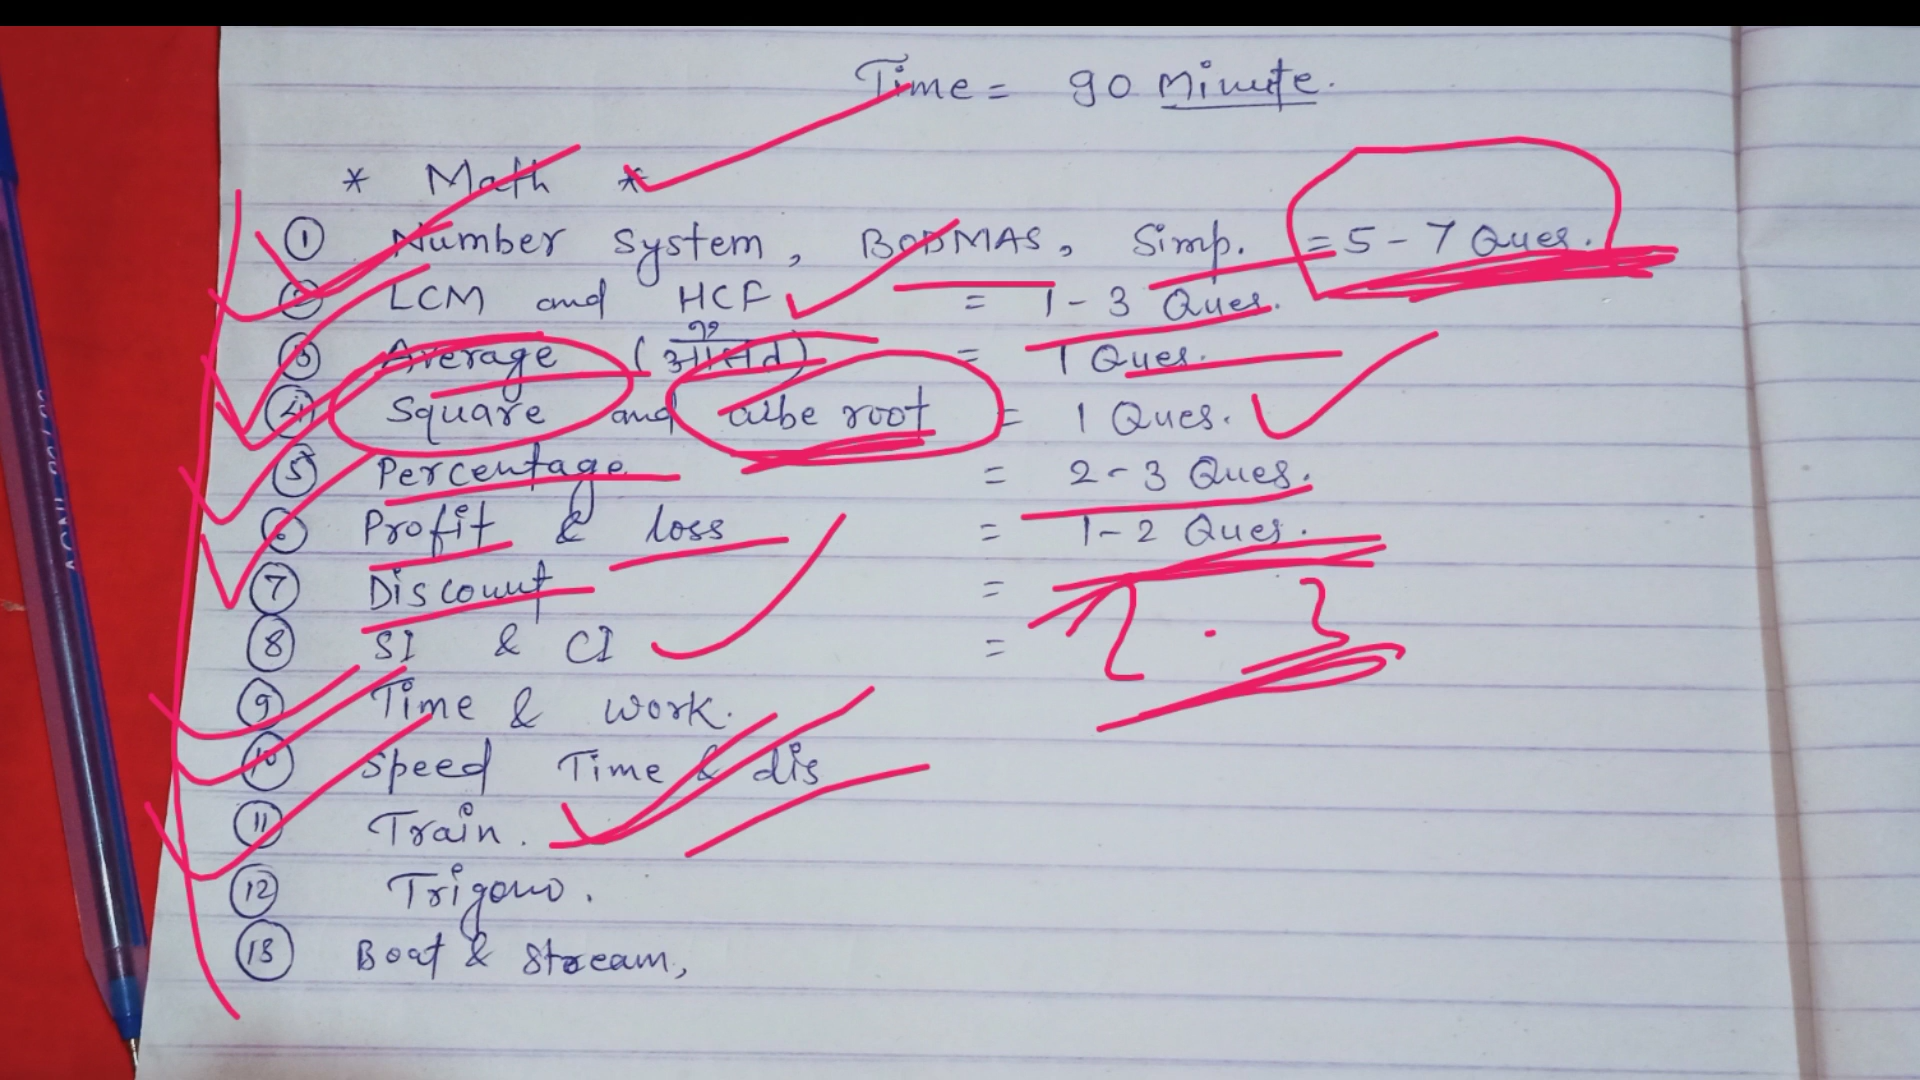 Time = 90 Minute.
* Math *
① Number System, BODMAS, Simp. = 5 - 7 Ques.
② LCM and HCF = 1 - 3 Ques.
③ Average (औसत) = 1 Ques.
④ Square and cube root = 1 Ques.
⑤ Percentage = 2 - 3 Ques.
⑥ Profit & loss = 1 - 2 Ques.
⑦ Discount =
⑧ SI & CI =
⑨ Time & work.
⑩ Speed Time & dis
⑪ Train.
⑫ Trigono.
⑬ Boat & Stream,